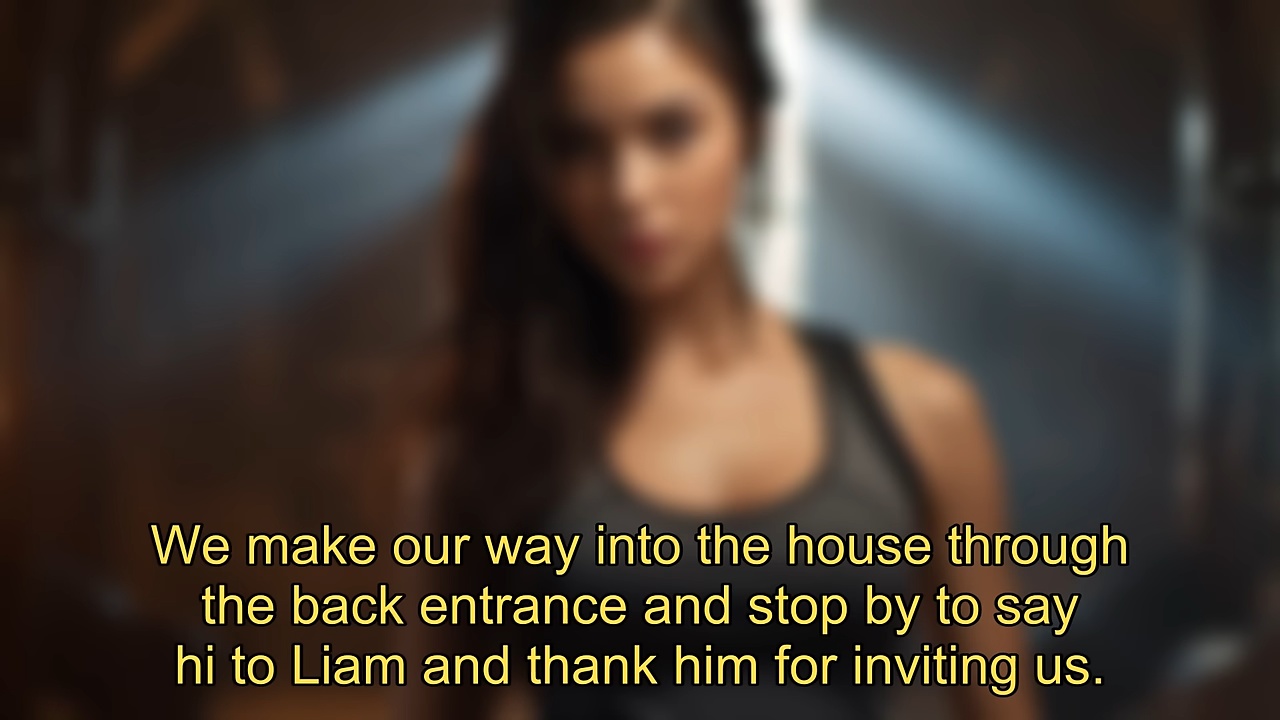 We make our way into the house through
the back entrance and stop by to say
hi to Liam and thank him for inviting us.